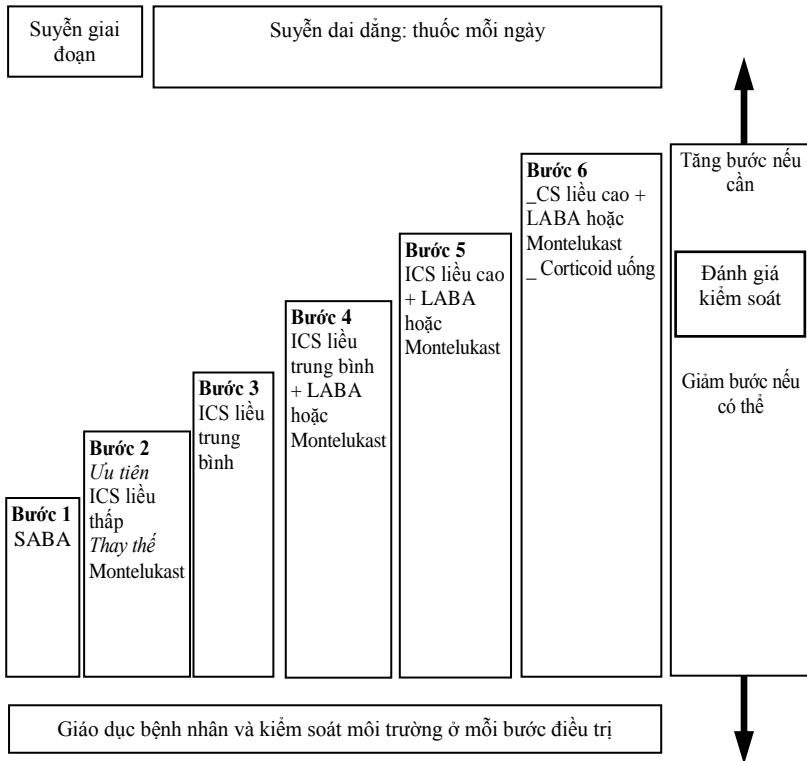 Suyễn giai
đoạn
Suyễn dai dẳng: thuốc mỗi ngày
Bước 1
SABA
Bước 2
Ưu tiên
ICS liều
thấp
Thay thế
Montelukast
Bước 3
ICS liều
trung
bình
Bước 4
ICS liều
trung bình
+ LABA
hoặc
Montelukast
Bước 5
ICS liều cao
+ LABA
hoặc
Montelukast
Bước 6
_CS liều cao +
LABA hoặc
Montelukast
_ Corticoid uống
Tăng bước nếu
cần
Đánh giá
kiểm soát
Giảm bước nếu
có thể
Giáo dục bệnh nhân và kiểm soát môi trường ở mỗi bước điều trị